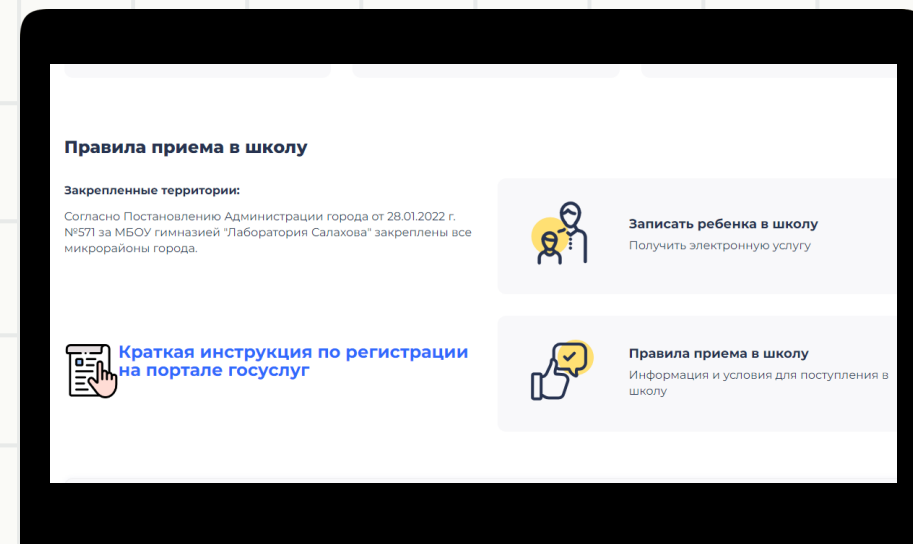 Правила приема в школу
Закрепленные территории:
Согласно Постановлению Администрации города от 28.01.2022 г.
№571 за МБОУ гимназией "Лаборатория Салахова" закреплены все
микрорайоны города.
Записать ребенка в школу
Получить электронную услугу
Краткая инструкция по регистрации
на портале госуслуг
Правила приема в школу
Информация и условия для поступления в
школу